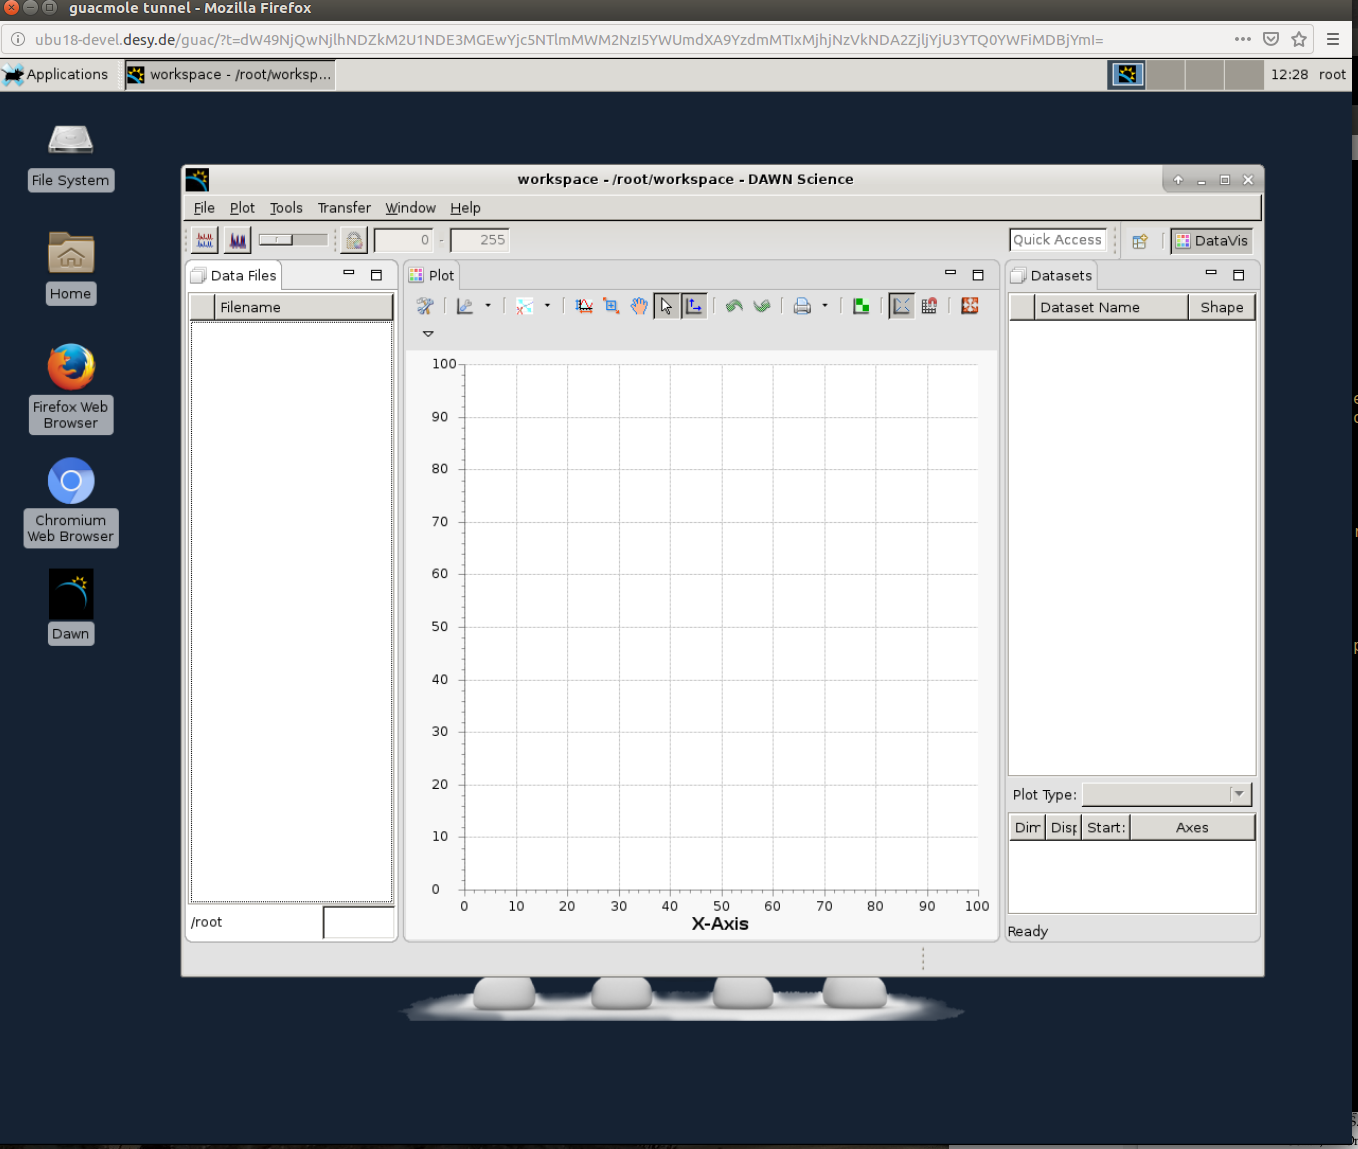 guacmole tunnel - Mozilla Firefox
ubu18-devel.desy.de/guac/?t=dW49NjQwNjlhNDZkM2U1NDE3MGEwYjc5NTlmMWM2NzI5YWUmdXA9YzdmMTIxMjhjNzVkNDA2ZjljYjU3YTQ0YWFiMDBjYmI=
Applications
workspace - /root/worksp...
12:28 root
File System
Home
Firefox Web
Browser
Chromium
Web Browser
Dawn
workspace - /root/workspace - DAWN Science
File Plot Tools Transfer Window Help
0 - 255
Quick Access
DataVis
Data Files
Filename
/root
Plot
100
90
80
70
60
50
40
30
20
10
0
0 10 20 30 40 50 60 70 80 90 100
X-Axis
Datasets
Dataset Name Shape
Plot Type:
Start: Axes
Ready